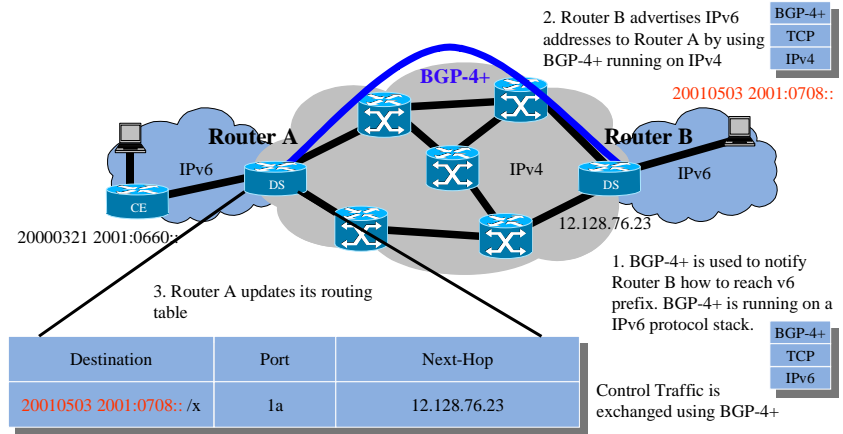 2. Router B advertises IPv6
addresses to Router A by using
BGP-4+ running on IPv4
BGP-4+
TCP
IPv4
20010503 2001:0708::
BGP-4+
Router A
Router B
IPv6
IPv4
IPv6
DS
DS
CE
12.128.76.23
20000321 2001:0660::
1. BGP-4+ is used to notify
Router B how to reach v6
prefix. BGP-4+ is running on a
IPv6 protocol stack.
3. Router A updates its routing
table
BGP-4+
TCP
IPv6
Destination Port Next-Hop
20010503 2001:0708:: /x 1a 12.128.76.23
Control Traffic is
exchanged using BGP-4+